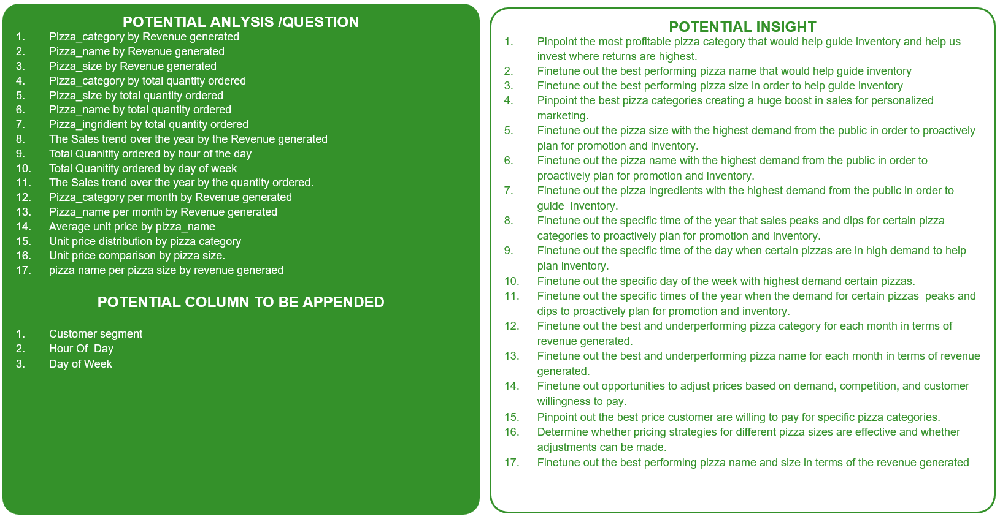 POTENTIAL ANLYSIS /QUESTION
1. Pizza_category by Revenue generated
2. Pizza_name by Revenue generated
3. Pizza_size by Revenue generated
4. Pizza_category by total quantity ordered
5. Pizza_size by total quantity ordered
6. Pizza_name by total quantity ordered
7. Pizza_ingridient by total quantity ordered
8. The Sales trend over the year by the Revenue generated
9. Total Quanitity ordered by hour of the day
10. Total Quanitity ordered by day of week
11. The Sales trend over the year by the quantity ordered.
12. Pizza_category per month by Revenue generated
13. Pizza_name per month by Revenue generated
14. Average unit price by pizza_name
15. Unit price distribution by pizza category
16. Unit price comparison by pizza size.
17. pizza name per pizza size by revenue generaed
POTENTIAL COLUMN TO BE APPENDED
1. Customer segment
2. Hour Of  Day
3. Day of Week
POTENTIAL INSIGHT
1. Pinpoint the most profitable pizza category that would help guide inventory and help us
invest where returns are highest.
2. Finetune out the best performing pizza name that would help guide inventory
3. Finetune out the best performing pizza size in order to help guide inventory
4. Pinpoint the best pizza categories creating a huge boost in sales for personalized
marketing.
5. Finetune out the pizza size with the highest demand from the public in order to proactively
plan for promotion and inventory.
6. Finetune out the pizza name with the highest demand from the public in order to
proactively plan for promotion and inventory.
7. Finetune out the pizza ingredients with the highest demand from the public in order to
guide  inventory.
8. Finetune out the specific time of the year that sales peaks and dips for certain pizza
categories to proactively plan for promotion and inventory.
9. Finetune out the specific time of the day when certain pizzas are in high demand to help
plan inventory.
10. Finetune out the specific day of the week with highest demand certain pizzas.
11. Finetune out the specific times of the year when the demand for certain pizzas  peaks and
dips to proactively plan for promotion and inventory.
12. Finetune out the best and underperforming pizza category for each month in terms of
revenue generated.
13. Finetune out the best and underperforming pizza name for each month in terms of revenue
generated.
14. Finetune out opportunities to adjust prices based on demand, competition, and customer
willingness to pay.
15. Pinpoint out the best price customer are willing to pay for specific pizza categories.
16. Determine whether pricing strategies for different pizza sizes are effective and whether
adjustments can be made.
17. Finetune out the best performing pizza name and size in terms of the revenue generated